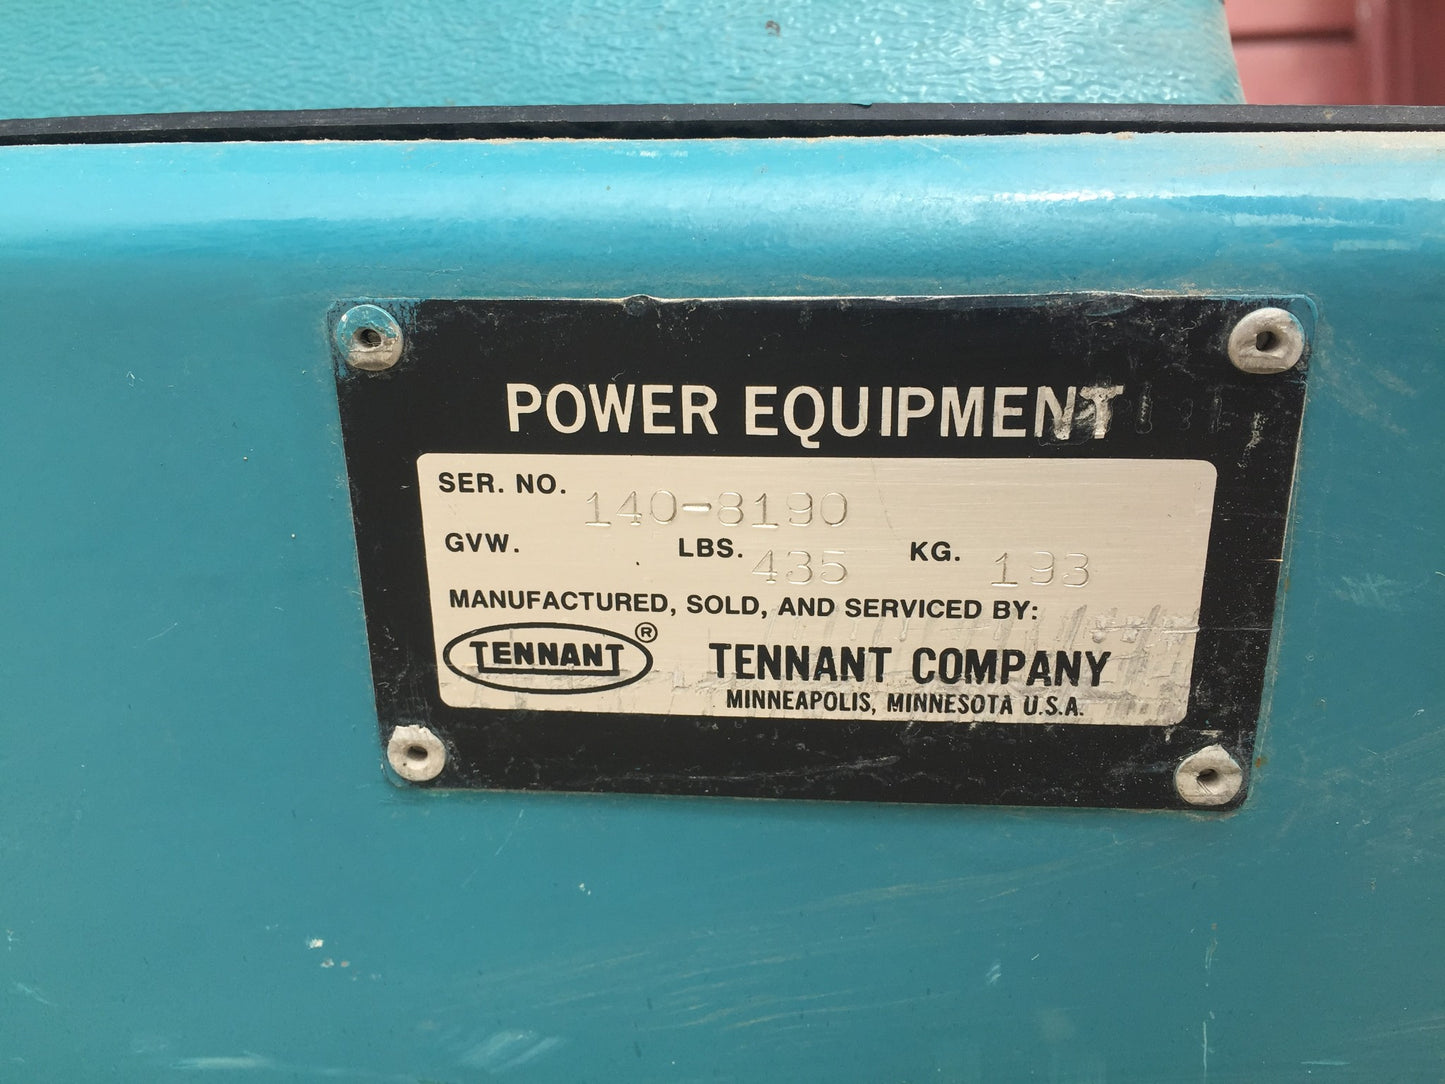 POWER EQUIPMENT
SER. NO. 140-8190
GVW. LBS. 435 KG. 193
MANUFACTURED, SOLD, AND SERVICED BY:
TENNANT ® TENNANT COMPANY
MINNEAPOLIS, MINNESOTA U.S.A.